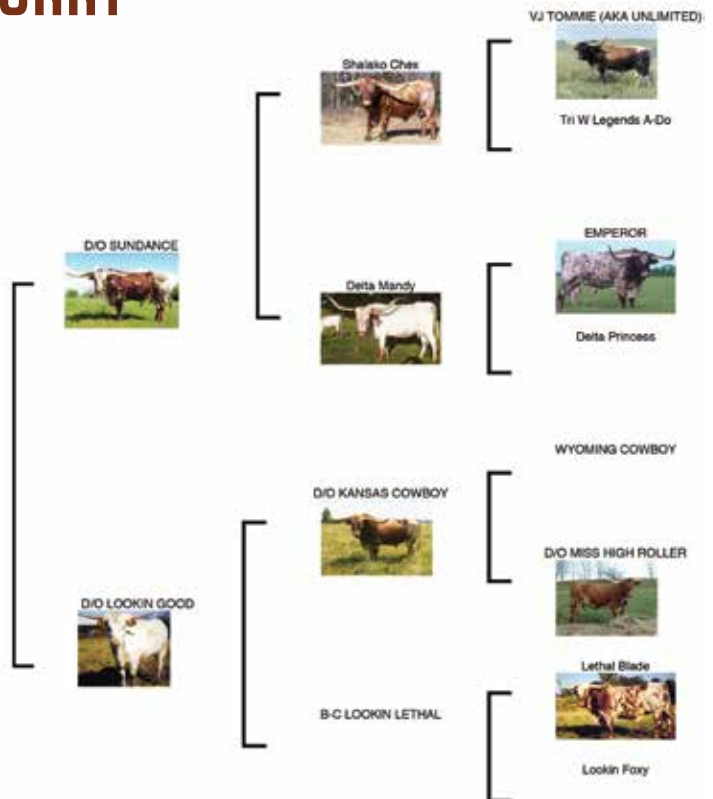 VJ TOMMIE (AKA UNLIMITED)
Shalako Chex
Tri W Legends A-Do
D/O SUNDANCE
EMPEROR
Delta Mandy
Delta Princess
WYOMING COWBOY
D/O KANSAS COWBOY
D/O MISS HIGH ROLLER
D/O LOOKIN GOOD
Lethal Blade
B-C LOOKIN LETHAL
Lookin Foxy